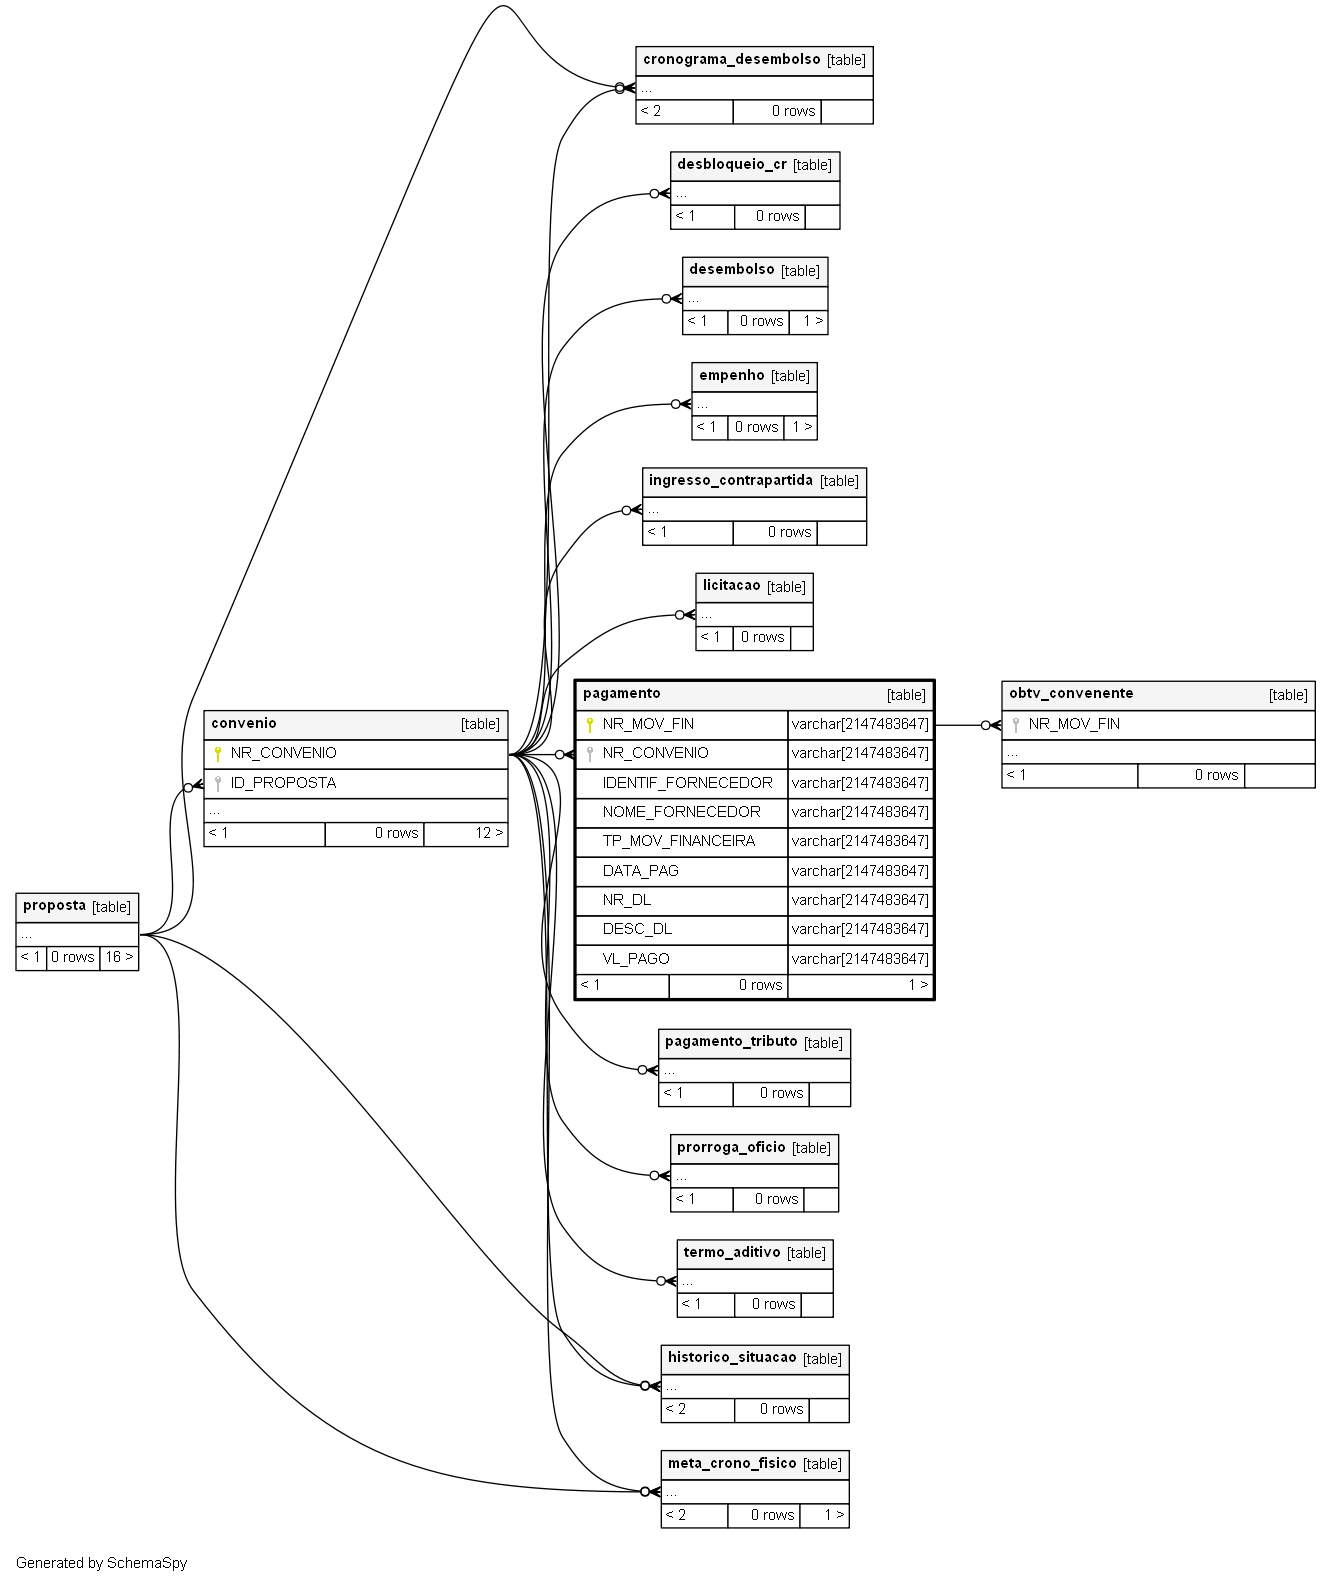 cronograma_desembolso [table]
...
< 2 0 rows
desbloqueio_cr [table]
...
< 1 0 rows
desembolso [table]
...
< 1 0 rows 1 >
empenho [table]
...
< 1 0 rows 1 >
ingresso_contrapartida [table]
...
< 1 0 rows
licitacao [table]
...
< 1 0 rows
convenio [table]
NR_CONVENIO
ID_PROPOSTA
...
< 1 0 rows 12 >
pagamento [table]
NR_MOV_FIN varchar[2147483647]
NR_CONVENIO varchar[2147483647]
IDENTIF_FORNECEDOR varchar[2147483647]
NOME_FORNECEDOR varchar[2147483647]
TP_MOV_FINANCEIRA varchar[2147483647]
DATA_PAG varchar[2147483647]
NR_DL varchar[2147483647]
DESC_DL varchar[2147483647]
VL_PAGO varchar[2147483647]
< 1 0 rows 1 >
obtv_convenente [table]
NR_MOV_FIN
...
< 1 0 rows
proposta [table]
...
< 1 0 rows 16 >
pagamento_tributo [table]
...
< 1 0 rows
prorroga_oficio [table]
...
< 1 0 rows
termo_aditivo [table]
...
< 1 0 rows
historico_situacao [table]
...
< 2 0 rows
meta_crono_fisico [table]
...
< 2 0 rows 1 >
Generated by SchemaSpy